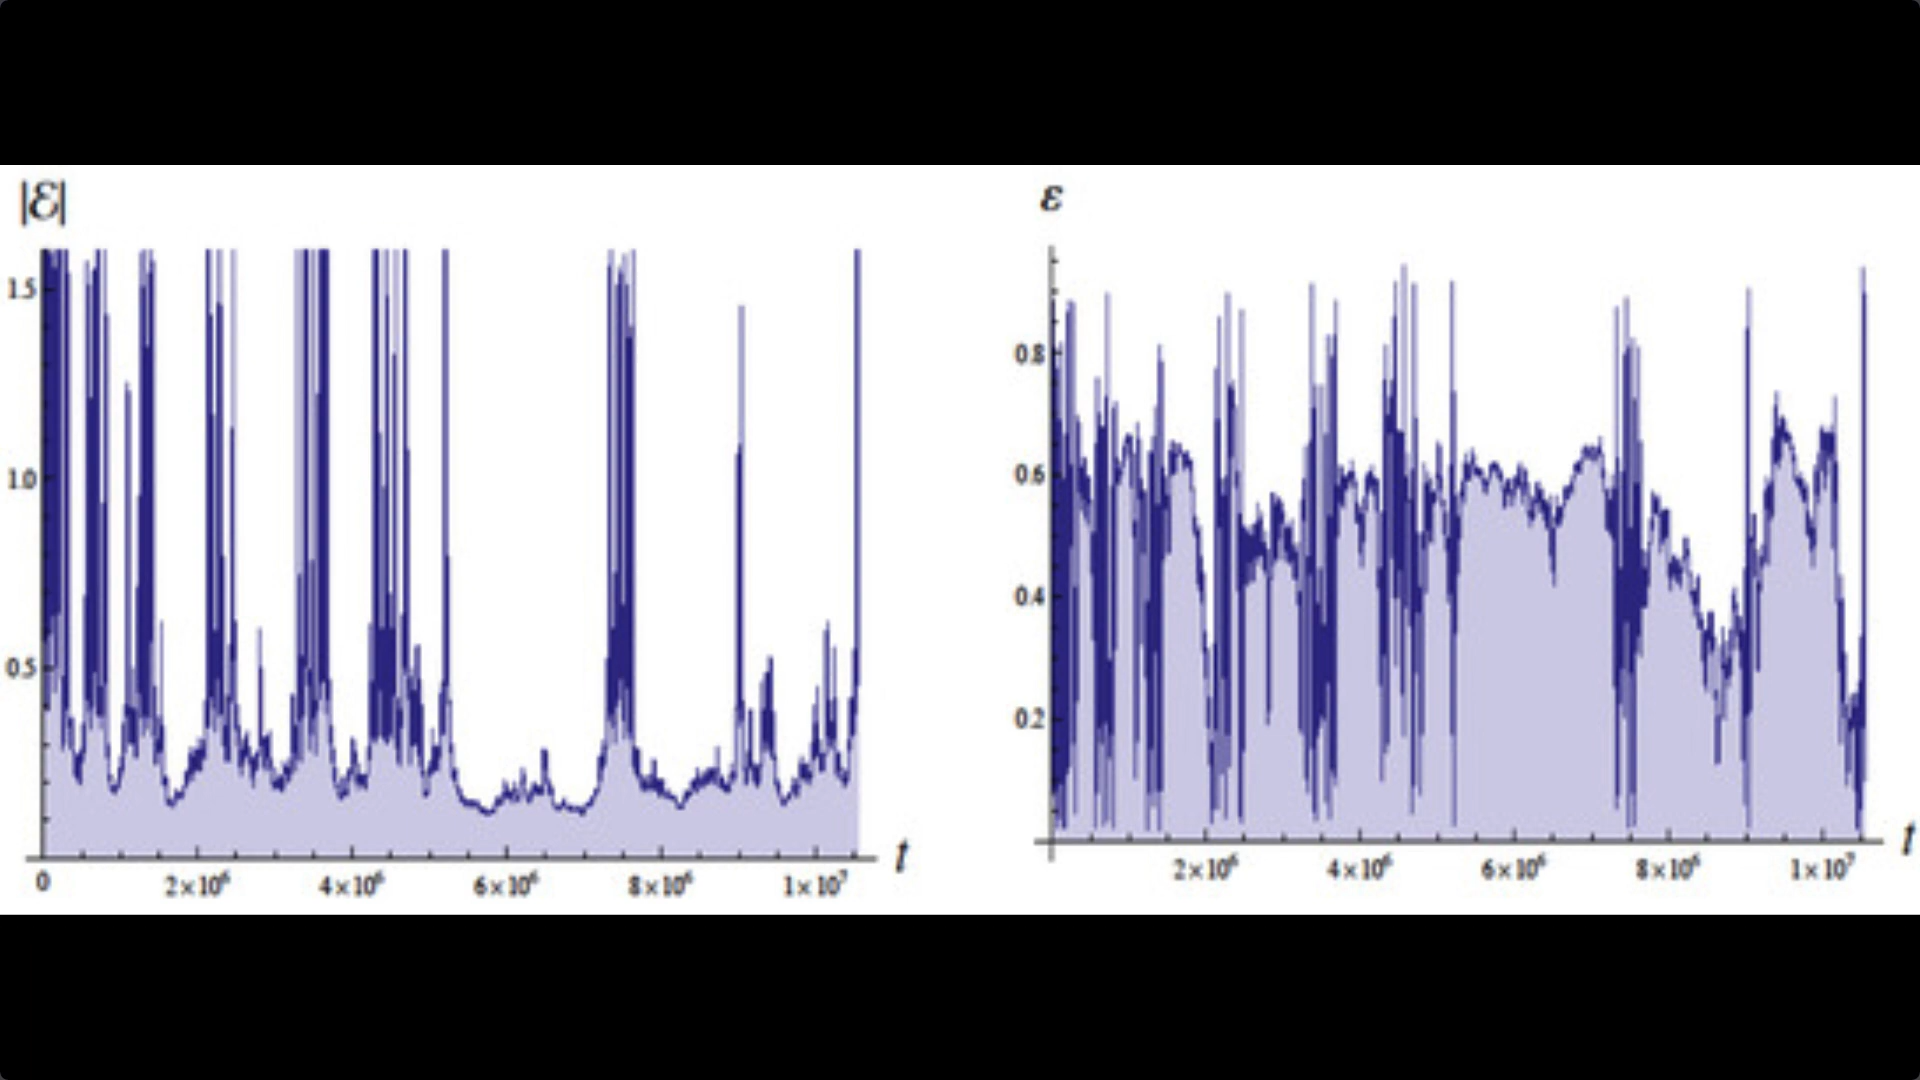 |ℰ|
1.5
1.0
0.5
0 2×10⁶ 4×10⁶ 6×10⁶ 8×10⁶ 1×10⁷ t
ε
0.8
0.6
0.4
0.2
2×10⁶ 4×10⁶ 6×10⁶ 8×10⁶ 1×10⁷ t